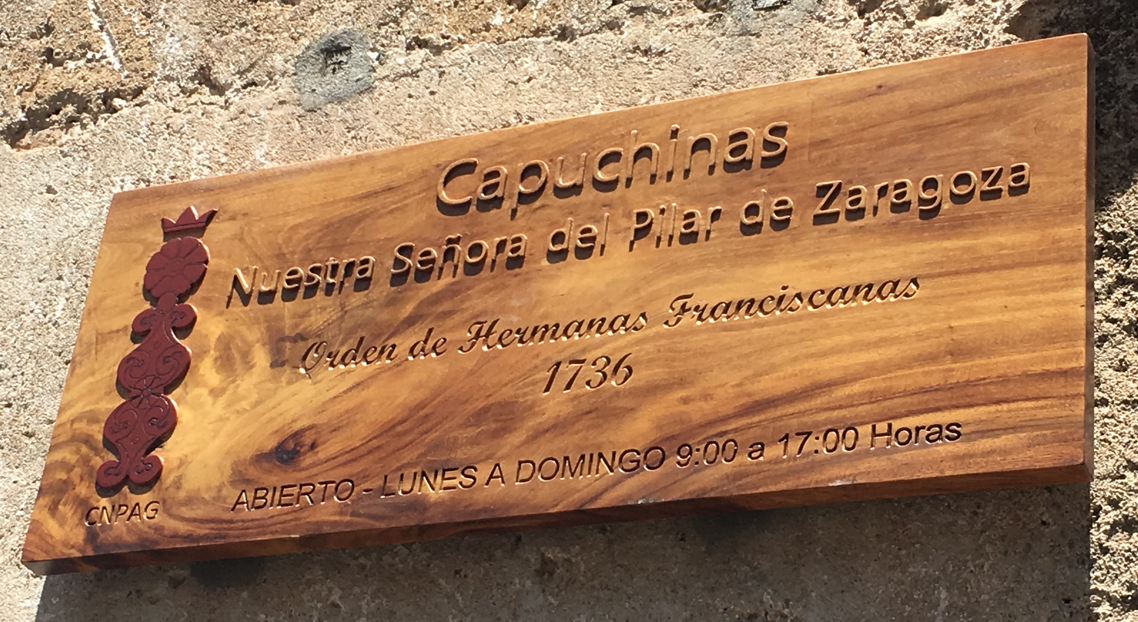 Capuchinas
Nuestra Señora del Pilar de Zaragoza
Orden de Hermanas Franciscanas
1736
ABIERTO - LUNES A DOMINGO 9:00 a 17:00 Horas
CNPAG